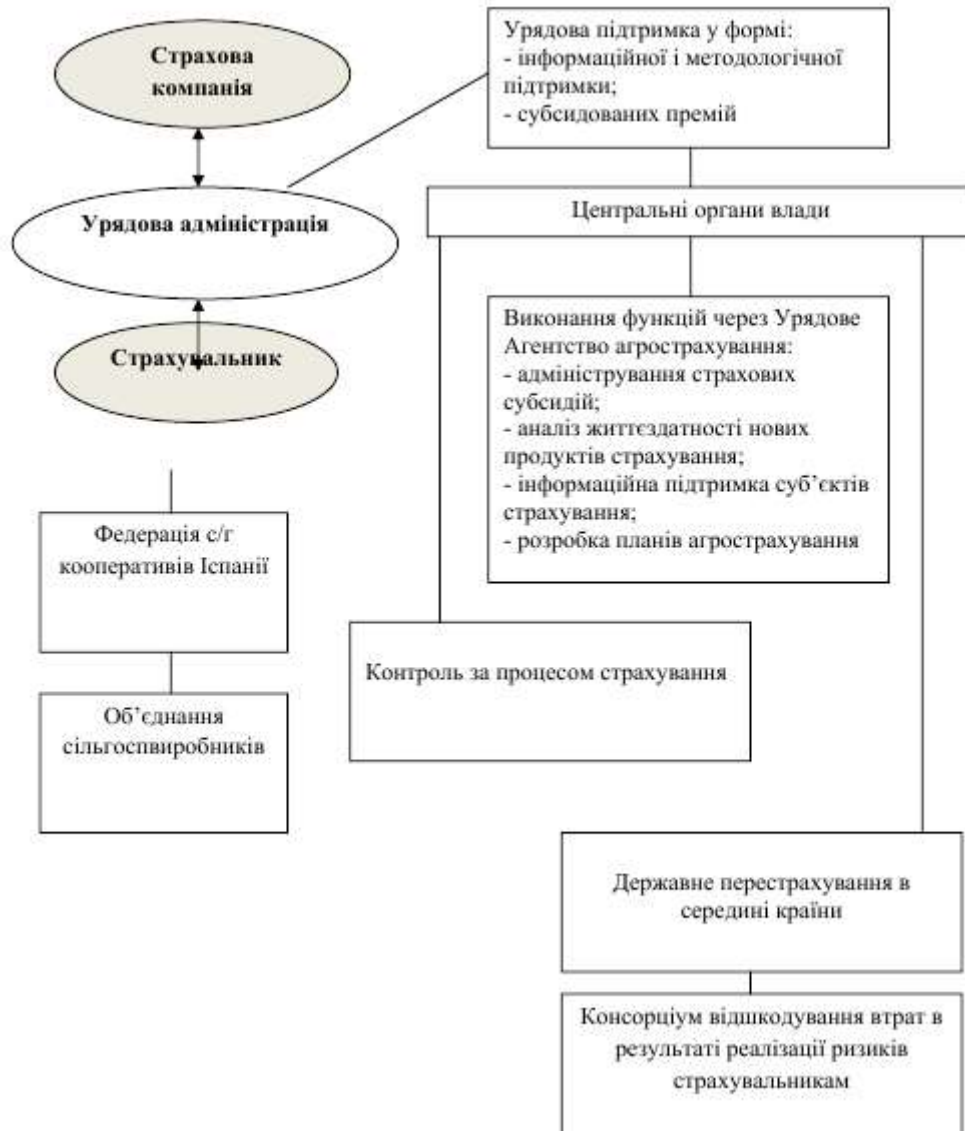 Страхова
компанія
Урядова адміністрація
Страхувальник
Федерація с/г
кооперативів Іспанії
Об’єднання
сільгоспвиробників
Урядова підтримка у формі:
- інформаційної і методологічної
підтримки;
- субсидованих премій
Центральні органи влади
Виконання функцій через Урядове
Агентство агрострахування:
- адміністрування страхових
субсидій;
- аналіз життєздатності нових
продуктів страхування;
- інформаційна підтримка суб’єктів
страхування;
- розробка планів агрострахування
Контроль за процесом страхування
Державне перестрахування в
середині країни
Консорціум відшкодування втрат в
результаті реалізації ризиків
страхувальникам